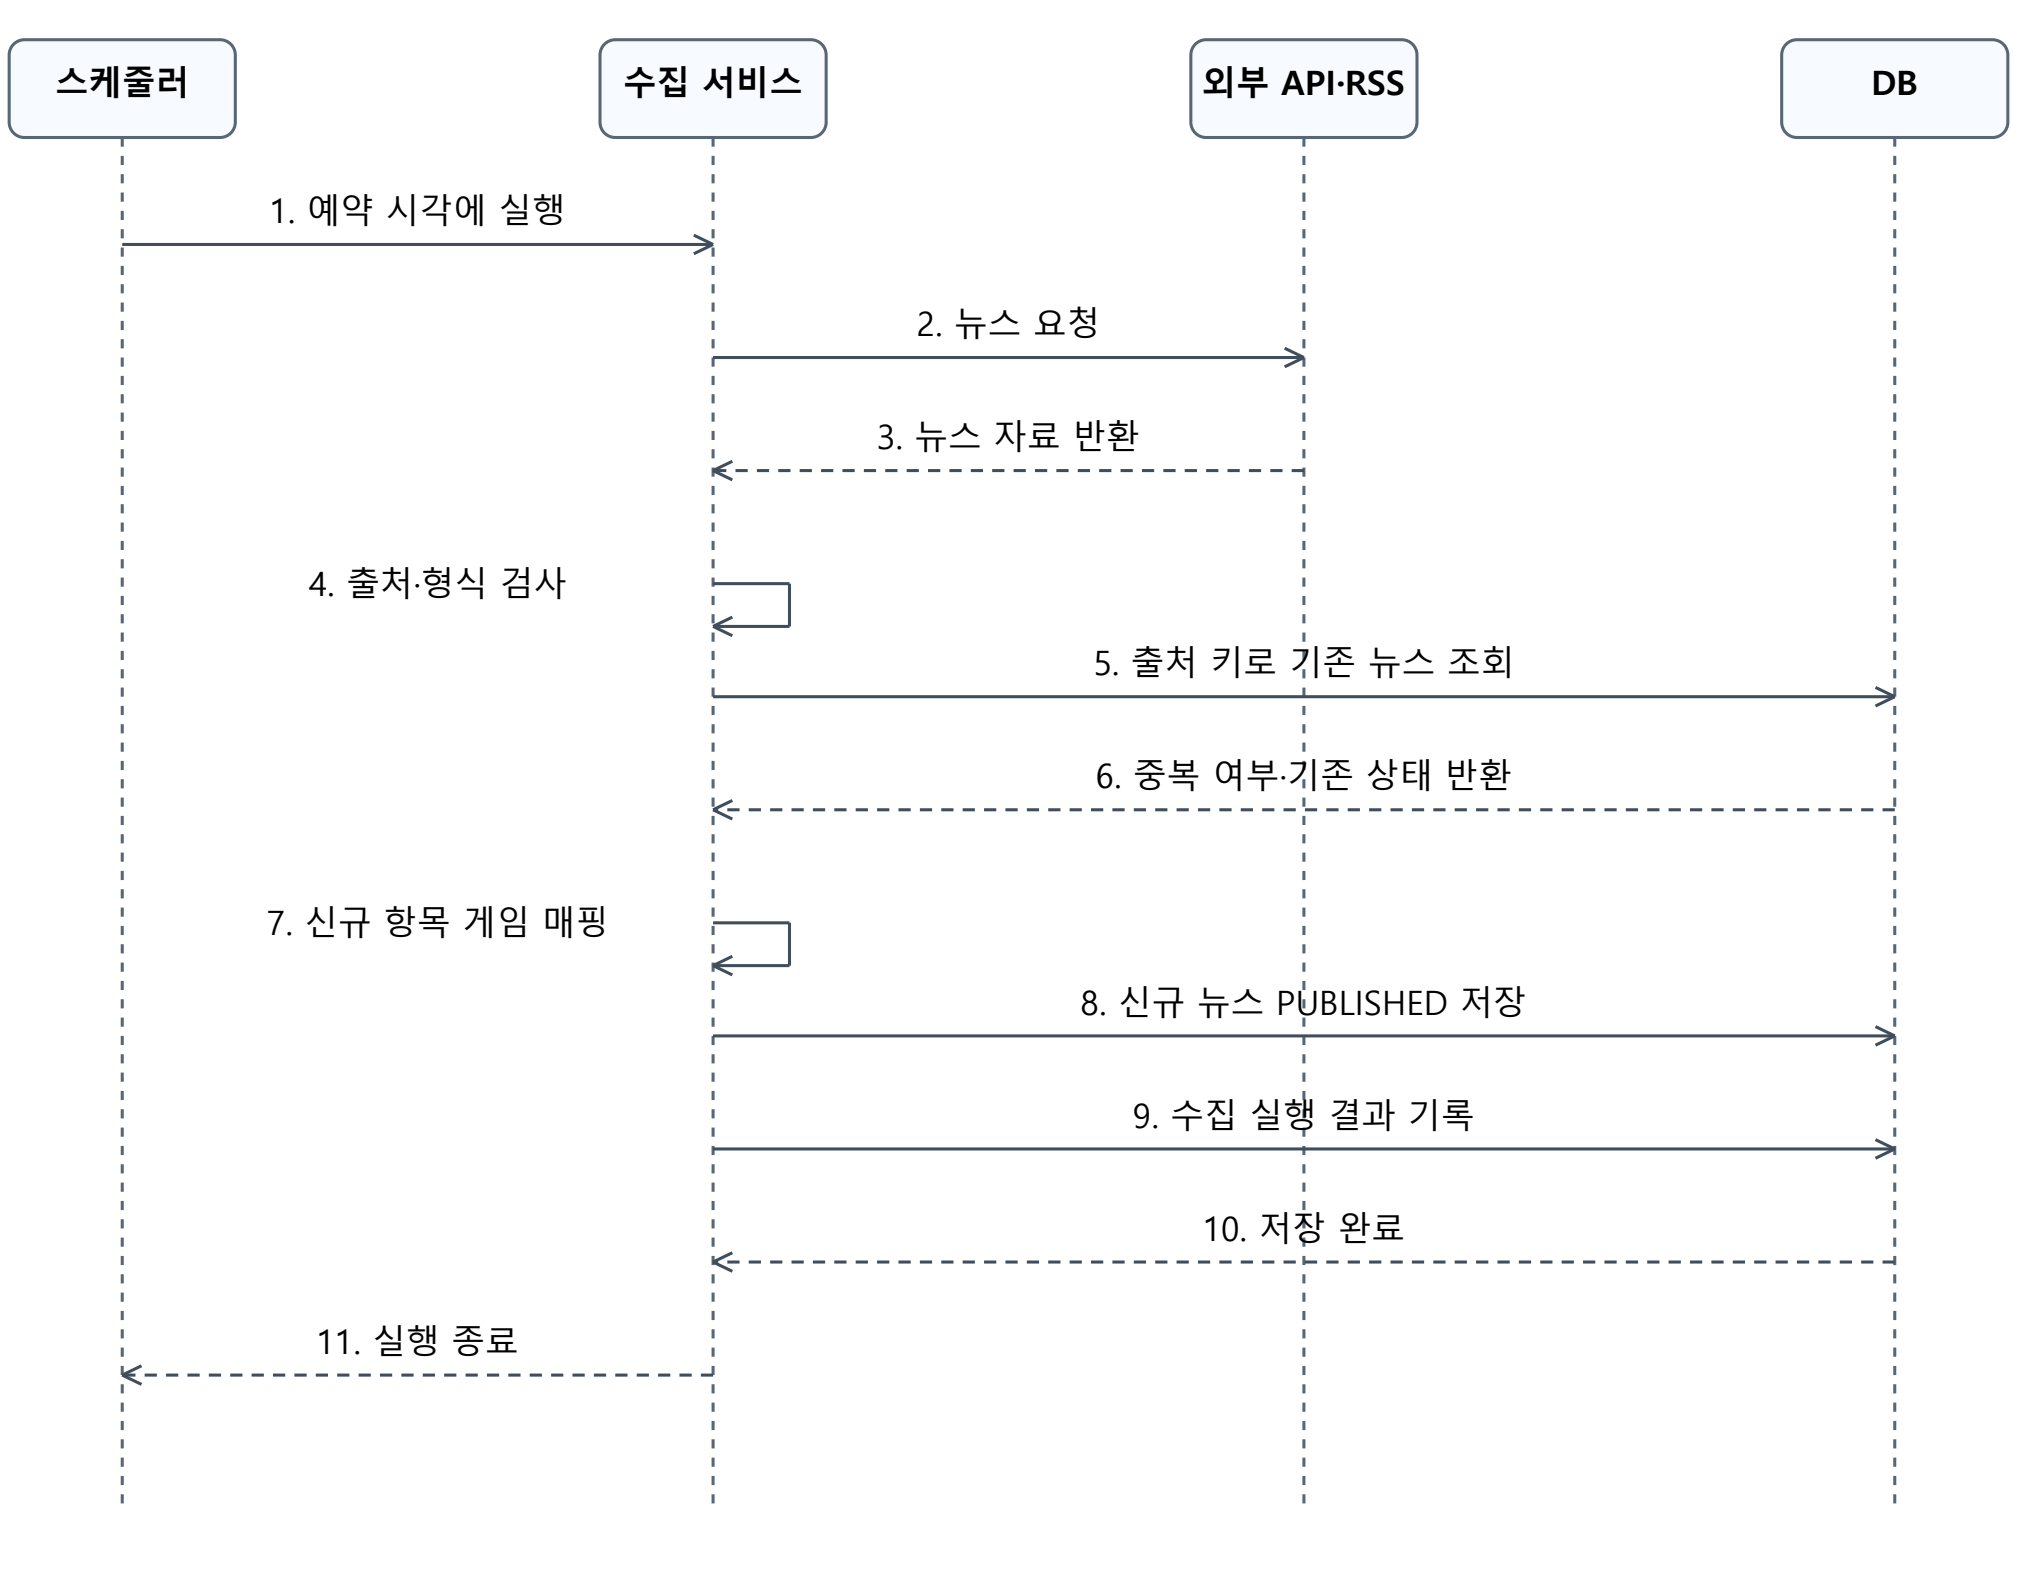 스케줄러
수집 서비스
외부 API·RSS
DB
1. 예약 시각에 실행
2. 뉴스 요청
3. 뉴스 자료 반환
4. 출처·형식 검사
5. 출처 키로 기존 뉴스 조회
6. 중복 여부·기존 상태 반환
7. 신규 항목 게임 매핑
8. 신규 뉴스 PUBLISHED 저장
9. 수집 실행 결과 기록
10. 저장 완료
11. 실행 종료